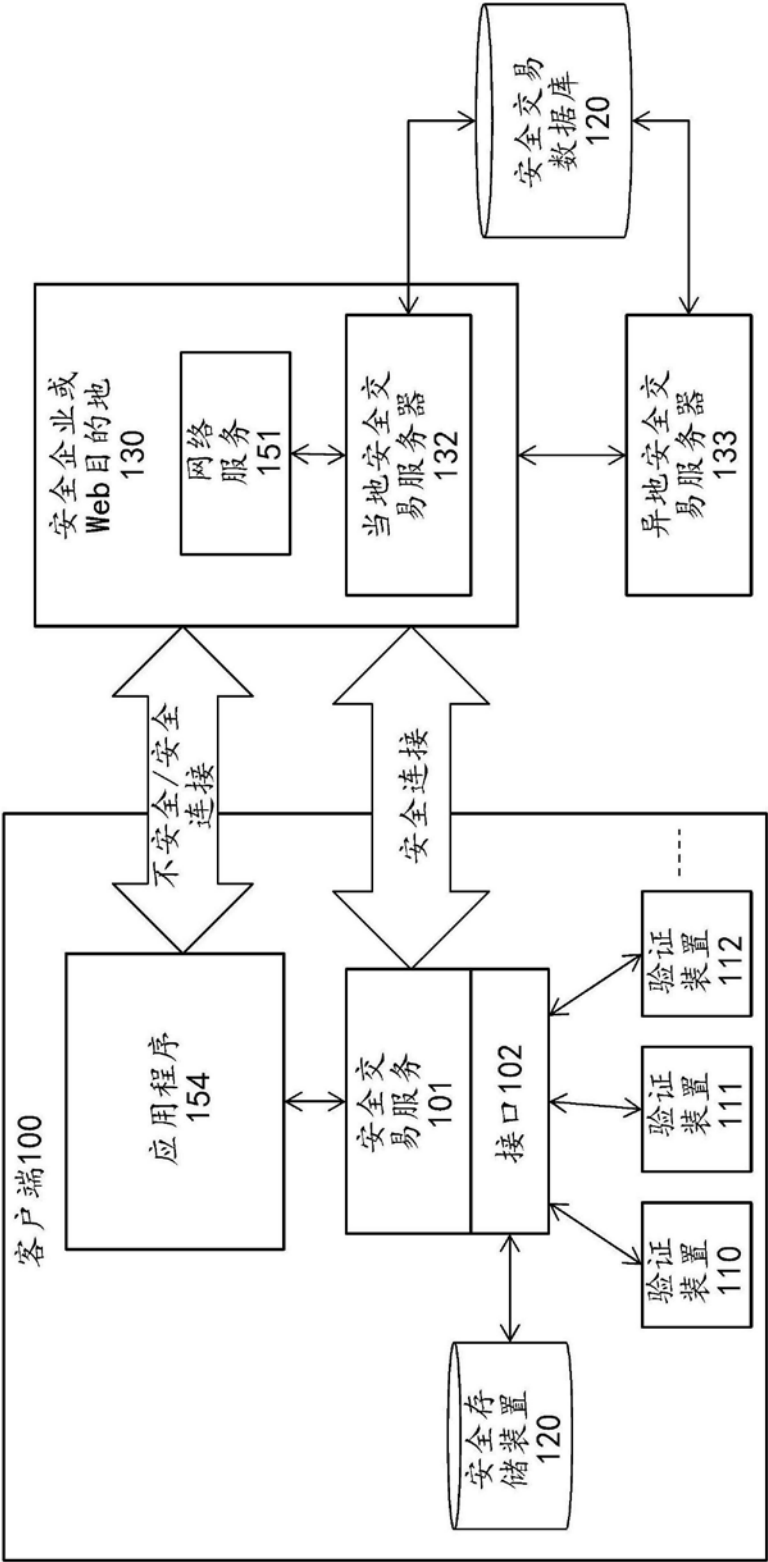 客户端100
应用程序
154
安全交
易服务
101
接口102
安全存
储装置
120
验证
装置
110
验证
装置
111
验证
装置
112
不安全/安全
连接
安全连接
安全企业或
Web目的地
130
网络
服务
151
当地安全交
易服务器
132
异地安全交
易服务器
133
安全交易
数据库
120